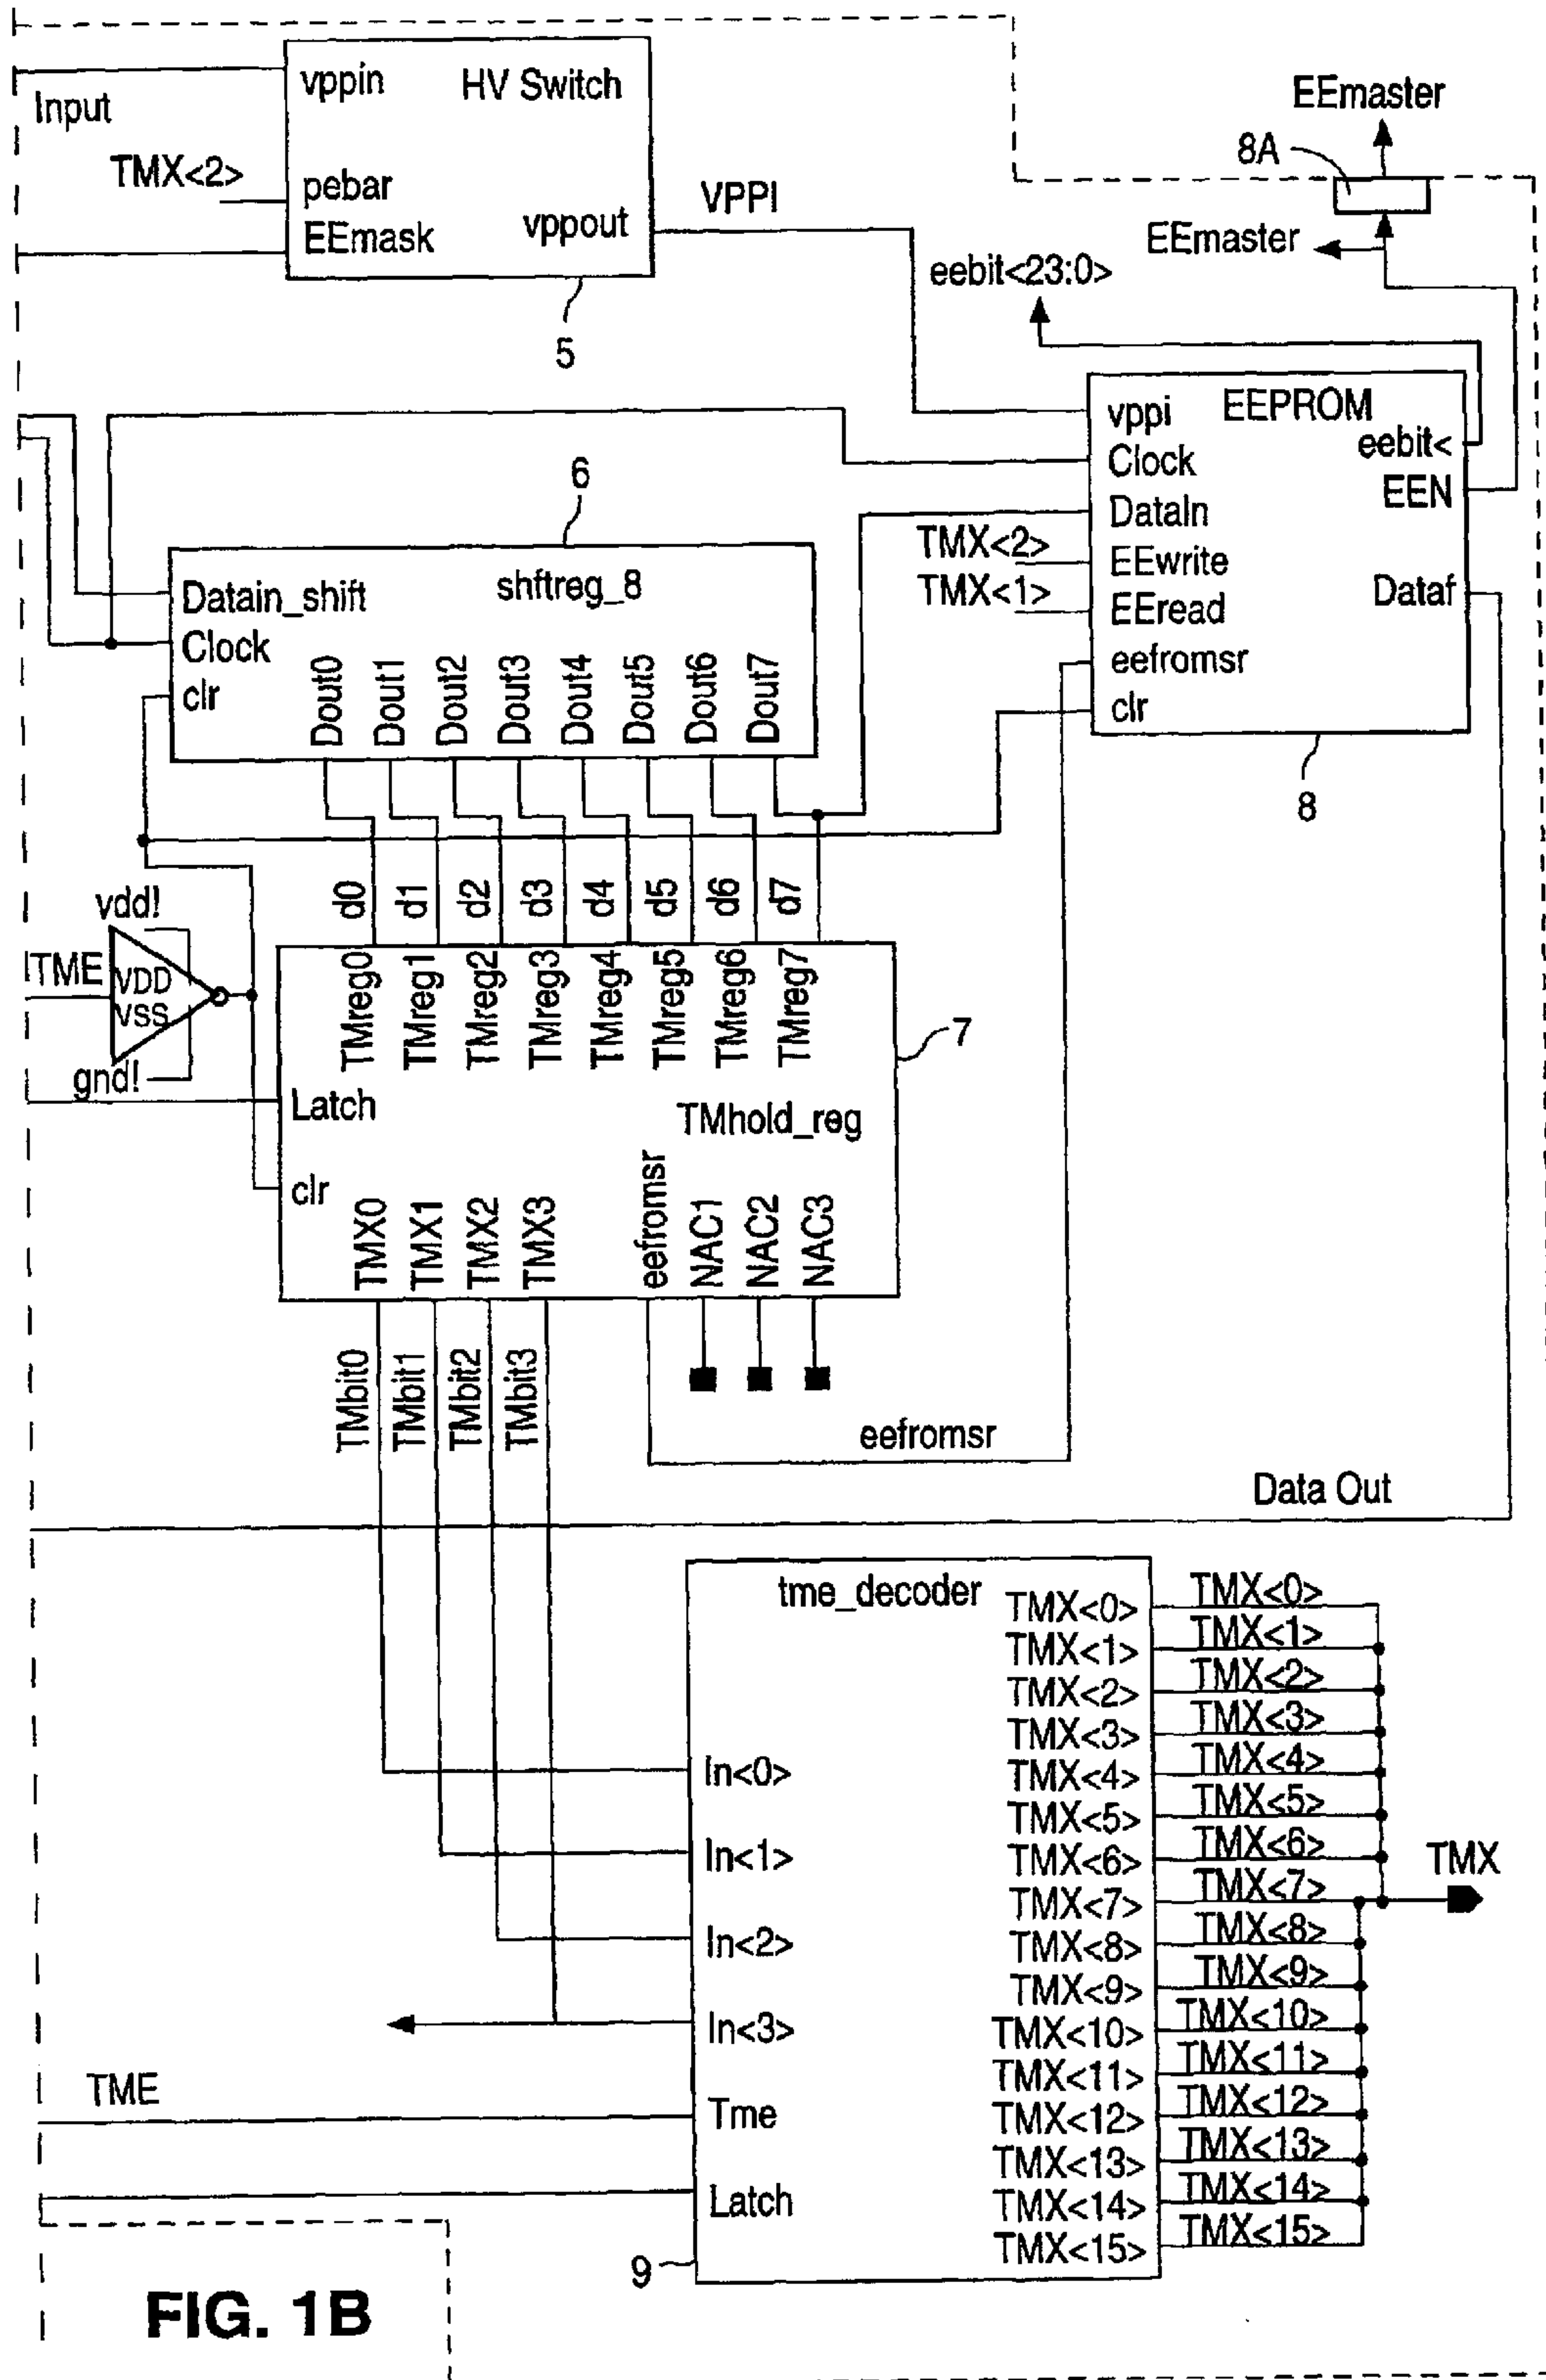 vppin HV Switch
Input
TMX<2>
pebar
EEmask
vppout
VPPI
5
EEmaster
8A
EEmaster
eebit<23:0>
vppi EEPROM
Clock
DataIn
EEwrite
EEread
eefromsr
clr
eebit<
EEN
Dataf
TMX<2>
TMX<1>
8
6
Datain_shift shftreg_8
Clock
clr
Dout0
Dout1
Dout2
Dout3
Dout4
Dout5
Dout6
Dout7
d0
d1
d2
d3
d4
d5
d6
d7
vdd!
TME
VDD
VSS
gnd!
TMreg0
TMreg1
TMreg2
TMreg3
TMreg4
TMreg5
TMreg6
TMreg7
7
Latch
TMhold_reg
clr
TMX0
TMX1
TMX2
TMX3
eefromsr
NAC1
NAC2
NAC3
TMbit0
TMbit1
TMbit2
TMbit3
eefromsr
Data Out
tme_decoder
In<0>
In<1>
In<2>
In<3>
TME
Tme
Latch
9
TMX<0> TMX<0>
TMX<1> TMX<1>
TMX<2> TMX<2>
TMX<3> TMX<3>
TMX<4> TMX<4>
TMX<5> TMX<5>
TMX<6> TMX<6>
TMX<7> TMX<7>
TMX<8> TMX<8>
TMX<9> TMX<9>
TMX<10> TMX<10>
TMX<11> TMX<11>
TMX<12> TMX<12>
TMX<13> TMX<13>
TMX<14> TMX<14>
TMX<15> TMX<15>
TMX
FIG. 1B